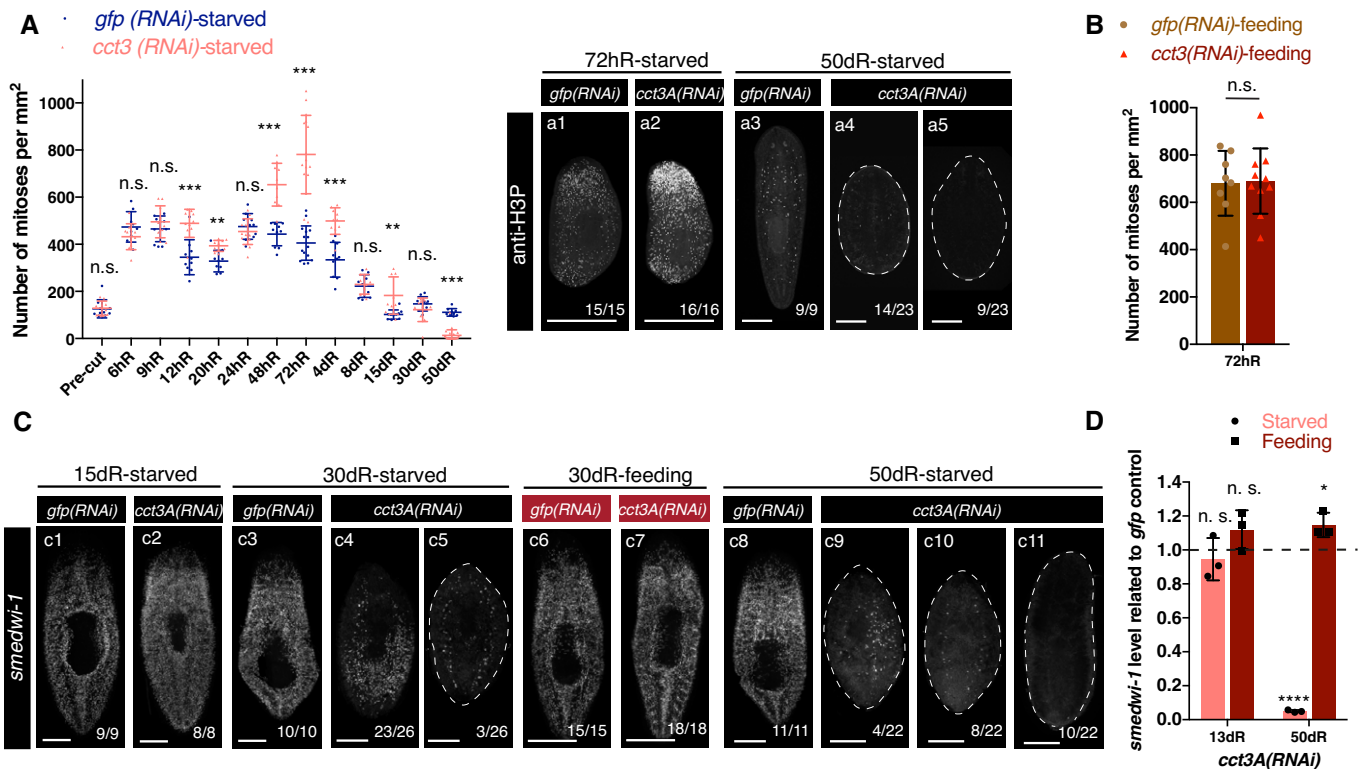 A
gfp (RNAi)-starved
cct3 (RNAi)-starved
Number of mitoses per mm2
1000
800
600
400
200
0
n.s.
n.s.
n.s.
***
**
n.s.
***
***
***
n.s.
**
n.s.
***
Pre-cut
6hR
9hR
12hR
20hR
24hR
48hR
72hR
4dR
8dR
15dR
30dR
50dR
72hR-starved
50dR-starved
gfp(RNAi)
cct3A(RNAi)
gfp(RNAi)
cct3A(RNAi)
anti-H3P
a1
a2
a3
a4
a5
15/15
16/16
9/9
14/23
9/23
B
gfp(RNAi)-feeding
cct3(RNAi)-feeding
n.s.
Number of mitoses per mm2
1000
800
600
400
200
0
72hR
C
15dR-starved
30dR-starved
30dR-feeding
50dR-starved
gfp(RNAi)
cct3A(RNAi)
gfp(RNAi)
cct3A(RNAi)
gfp(RNAi)
cct3A(RNAi)
gfp(RNAi)
cct3A(RNAi)
smedwi-1
c1
c2
c3
c4
c5
c6
c7
c8
c9
c10
c11
9/9
8/8
10/10
23/26
3/26
15/15
18/18
11/11
4/22
8/22
10/22
D
Starved
Feeding
smedwi-1 level related to gfp control
1.4
1.2
1.0
0.8
0.6
0.4
0.2
0.0
n. s.
n. s.
****
*
13dR
50dR
cct3A(RNAi)